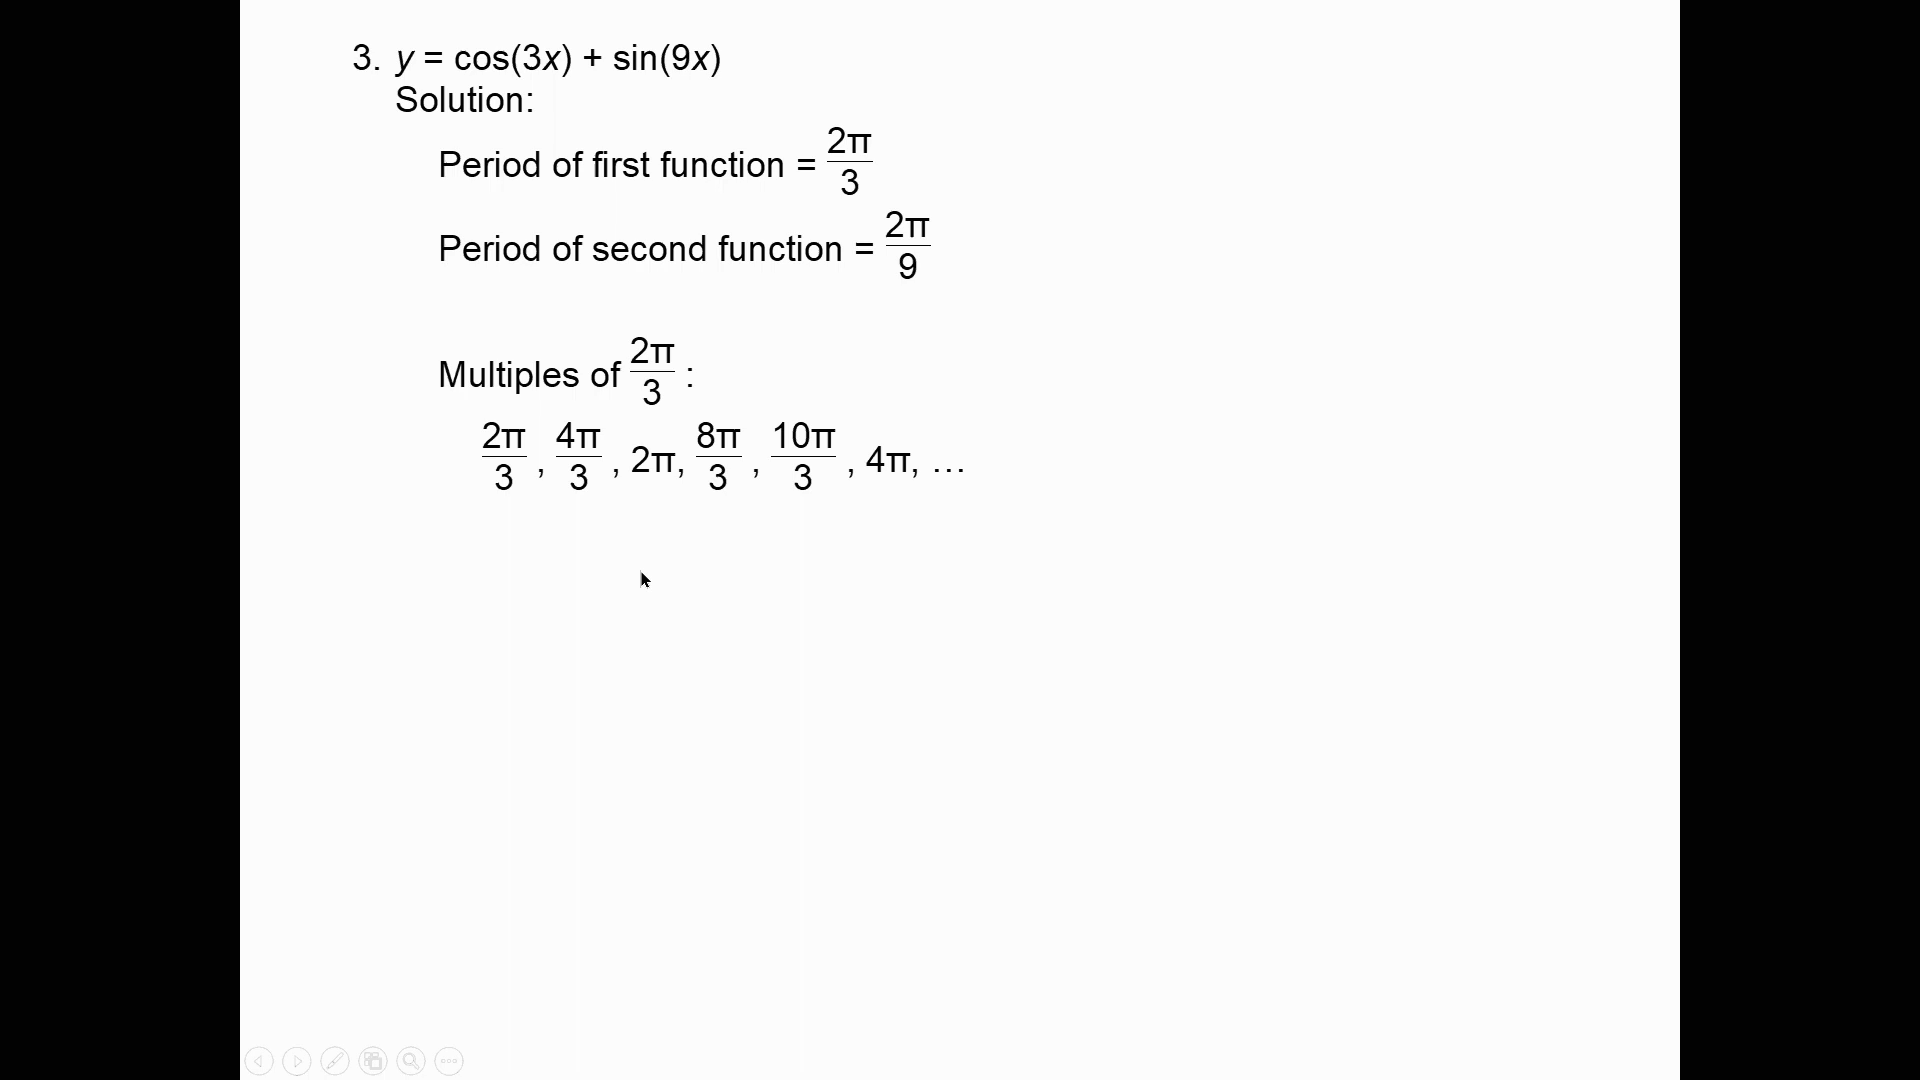 3. y = cos(3x) + sin(9x)
Solution:
Period of first function = 2π/3
Period of second function = 2π/9
Multiples of 2π/3 :
2π/3 , 4π/3 , 2π, 8π/3 , 10π/3 , 4π, …